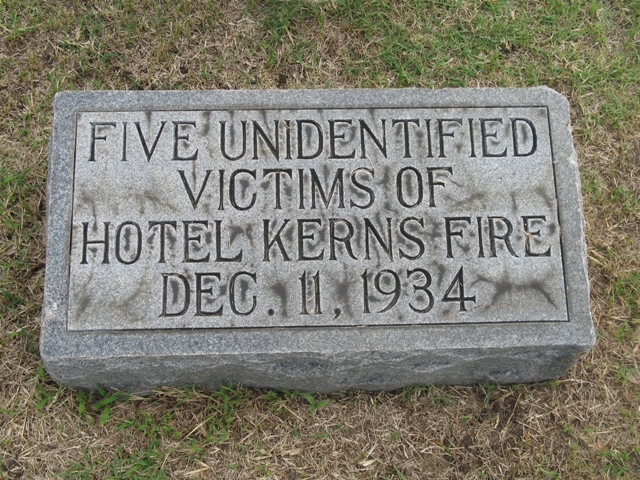 FIVE UNIDENTIFIED
VICTIMS OF
HOTEL KERNS FIRE
DEC. 11, 1934